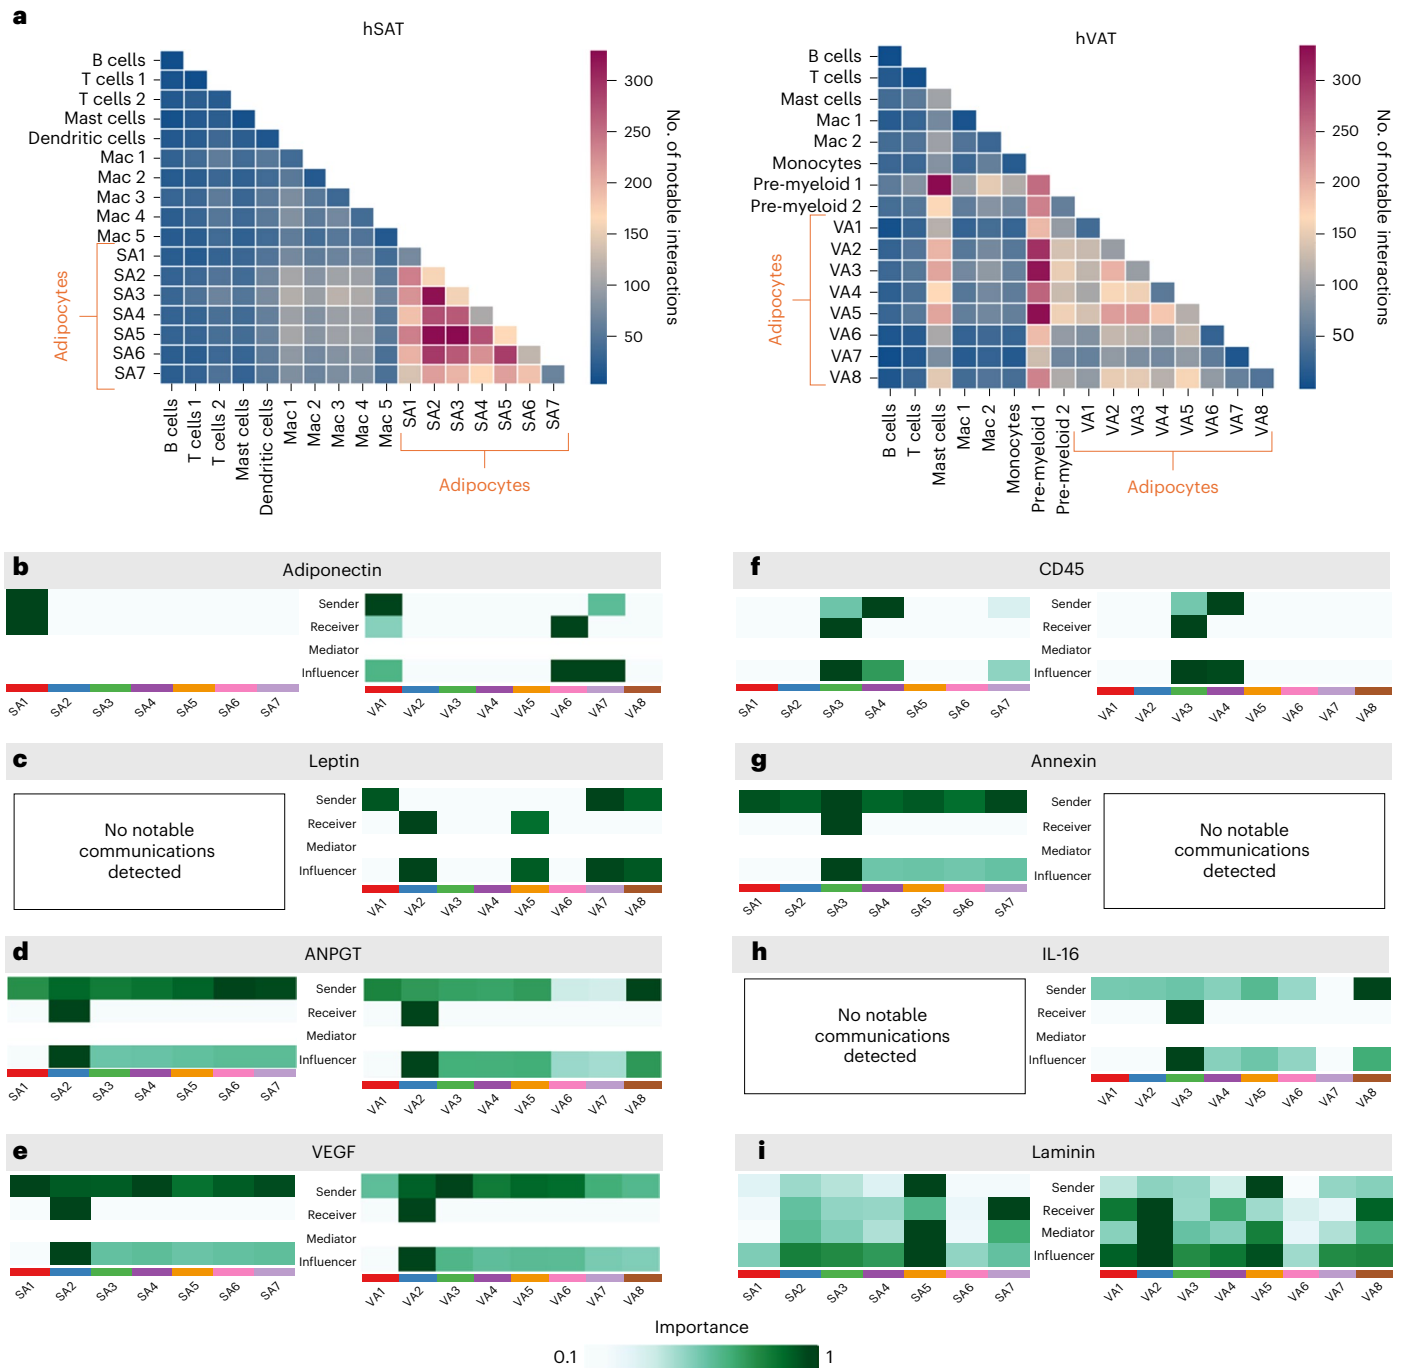 a
hSAT
B cells
T cells 1
T cells 2
Mast cells
Dendritic cells
Mac 1
Mac 2
Mac 3
Mac 4
Mac 5
SA1
SA2
SA3
SA4
SA5
SA6
SA7
Adipocytes
B cells
T cells 1
T cells 2
Mast cells
Dendritic cells
Mac 1
Mac 2
Mac 3
Mac 4
Mac 5
SA1
SA2
SA3
SA4
SA5
SA6
SA7
Adipocytes
300
250
200
150
100
50
No. of notable interactions
hVAT
B cells
T cells
Mast cells
Mac 1
Mac 2
Monocytes
Pre-myeloid 1
Pre-myeloid 2
VA1
VA2
VA3
VA4
VA5
VA6
VA7
VA8
Adipocytes
B cells
T cells
Mast cells
Mac 1
Mac 2
Monocytes
Pre-myeloid 1
Pre-myeloid 2
VA1
VA2
VA3
VA4
VA5
VA6
VA7
VA8
Adipocytes
300
250
200
150
100
50
No. of notable interactions
b
Adiponectin
Sender
Receiver
Mediator
Influencer
SA1 SA2 SA3 SA4 SA5 SA6 SA7
VA1 VA2 VA3 VA4 VA5 VA6 VA7 VA8
c
Leptin
No notable
communications
detected
Sender
Receiver
Mediator
Influencer
VA1 VA2 VA3 VA4 VA5 VA6 VA7 VA8
d
ANPGT
Sender
Receiver
Mediator
Influencer
SA1 SA2 SA3 SA4 SA5 SA6 SA7
VA1 VA2 VA3 VA4 VA5 VA6 VA7 VA8
e
VEGF
Sender
Receiver
Mediator
Influencer
SA1 SA2 SA3 SA4 SA5 SA6 SA7
VA1 VA2 VA3 VA4 VA5 VA6 VA7 VA8
f
CD45
Sender
Receiver
Mediator
Influencer
SA1 SA2 SA3 SA4 SA5 SA6 SA7
VA1 VA2 VA3 VA4 VA5 VA6 VA7 VA8
g
Annexin
Sender
Receiver
Mediator
Influencer
SA1 SA2 SA3 SA4 SA5 SA6 SA7
No notable
communications
detected
h
IL-16
No notable
communications
detected
Sender
Receiver
Mediator
Influencer
VA1 VA2 VA3 VA4 VA5 VA6 VA7 VA8
i
Laminin
Sender
Receiver
Mediator
Influencer
SA1 SA2 SA3 SA4 SA5 SA6 SA7
VA1 VA2 VA3 VA4 VA5 VA6 VA7 VA8
Importance
0.1 1